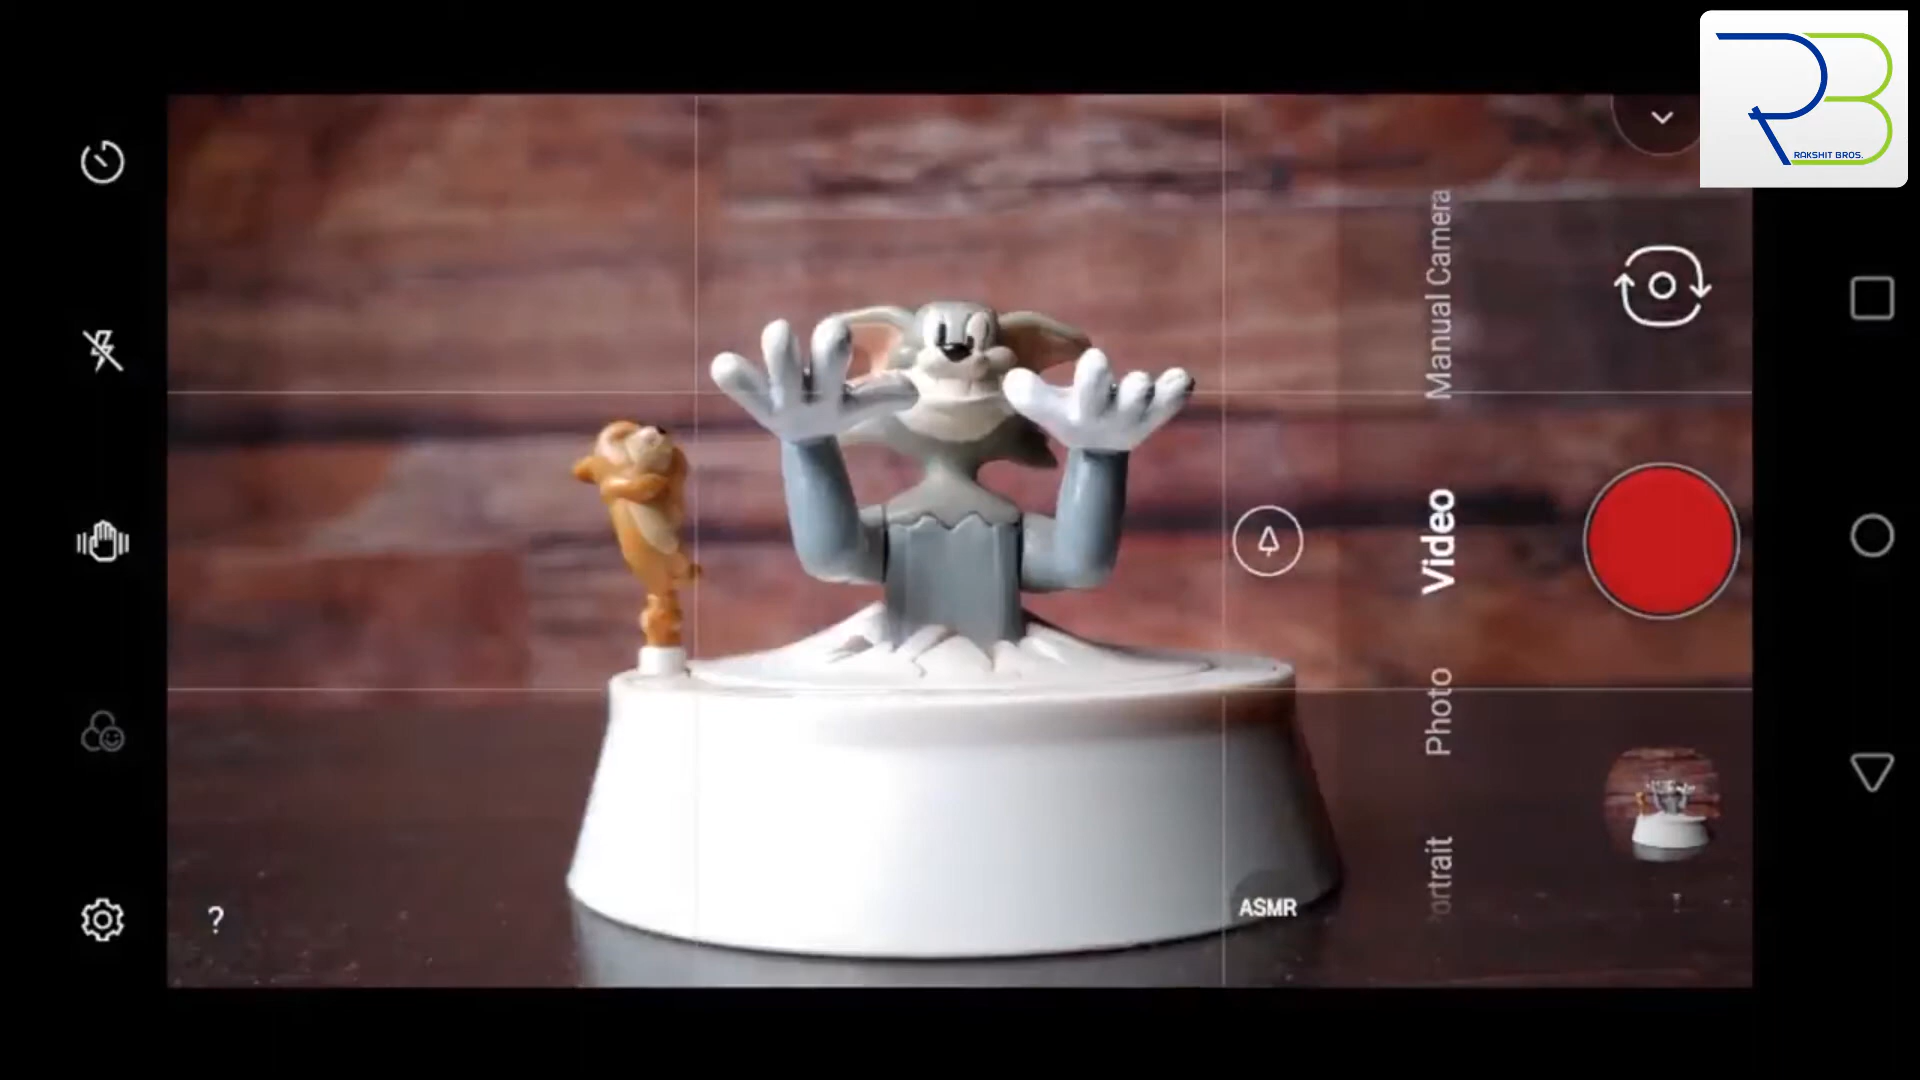 RAKSHIT BROS.
Manual Camera
Video
Photo
ortrait
ASMR
?